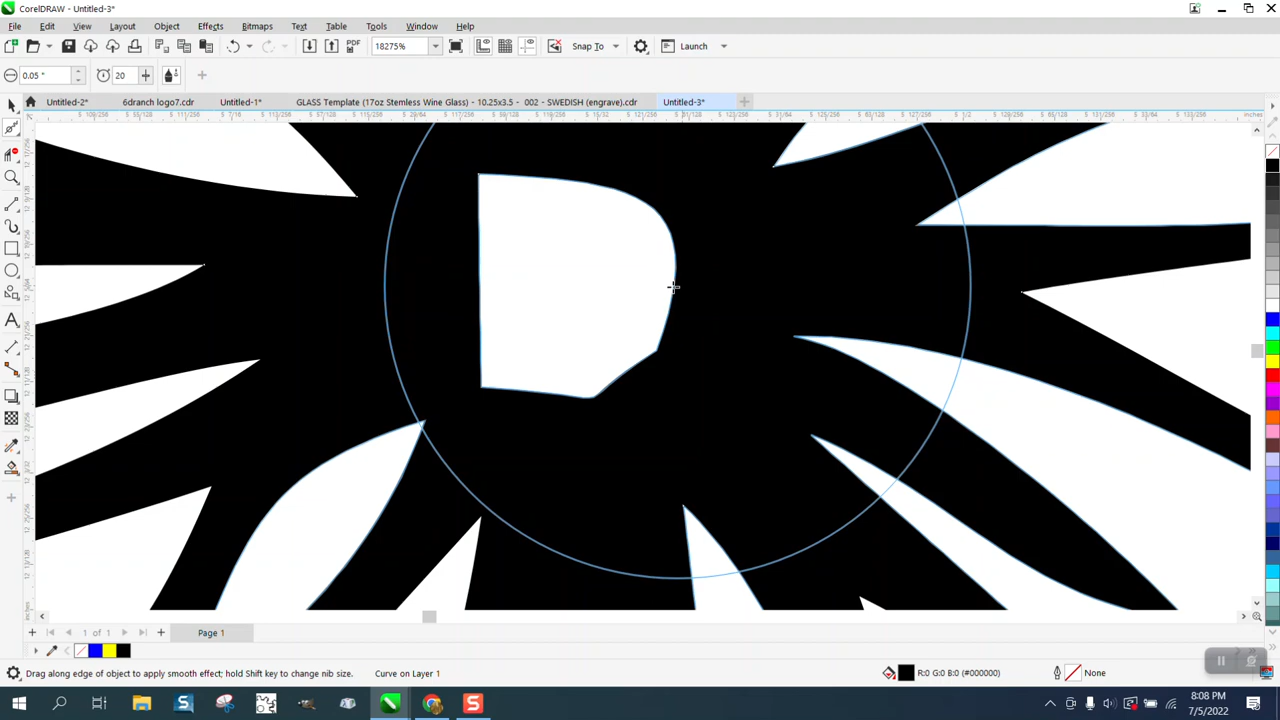 CorelDRAW - Untitled-3*
File Edit View Layout Object Effects Bitmaps Text Table Tools Window Help
PDF 18275% Snap To Launch
0.05 ° 20
Untitled-2* 6dranch logo7.cdr Untitled-1* GLASS Template (17oz Stemless Wine Glass) - 10.25x3.5 - 002 - SWEDISH (engrave).cdr Untitled-3*
inches
inches
1 of 1 Page 1
Drag along edge of object to apply smooth effect; hold Shift key to change nib size. Curve on Layer 1 R:0 G:0 B:0 (#000000) None
8:08 PM
7/5/2022